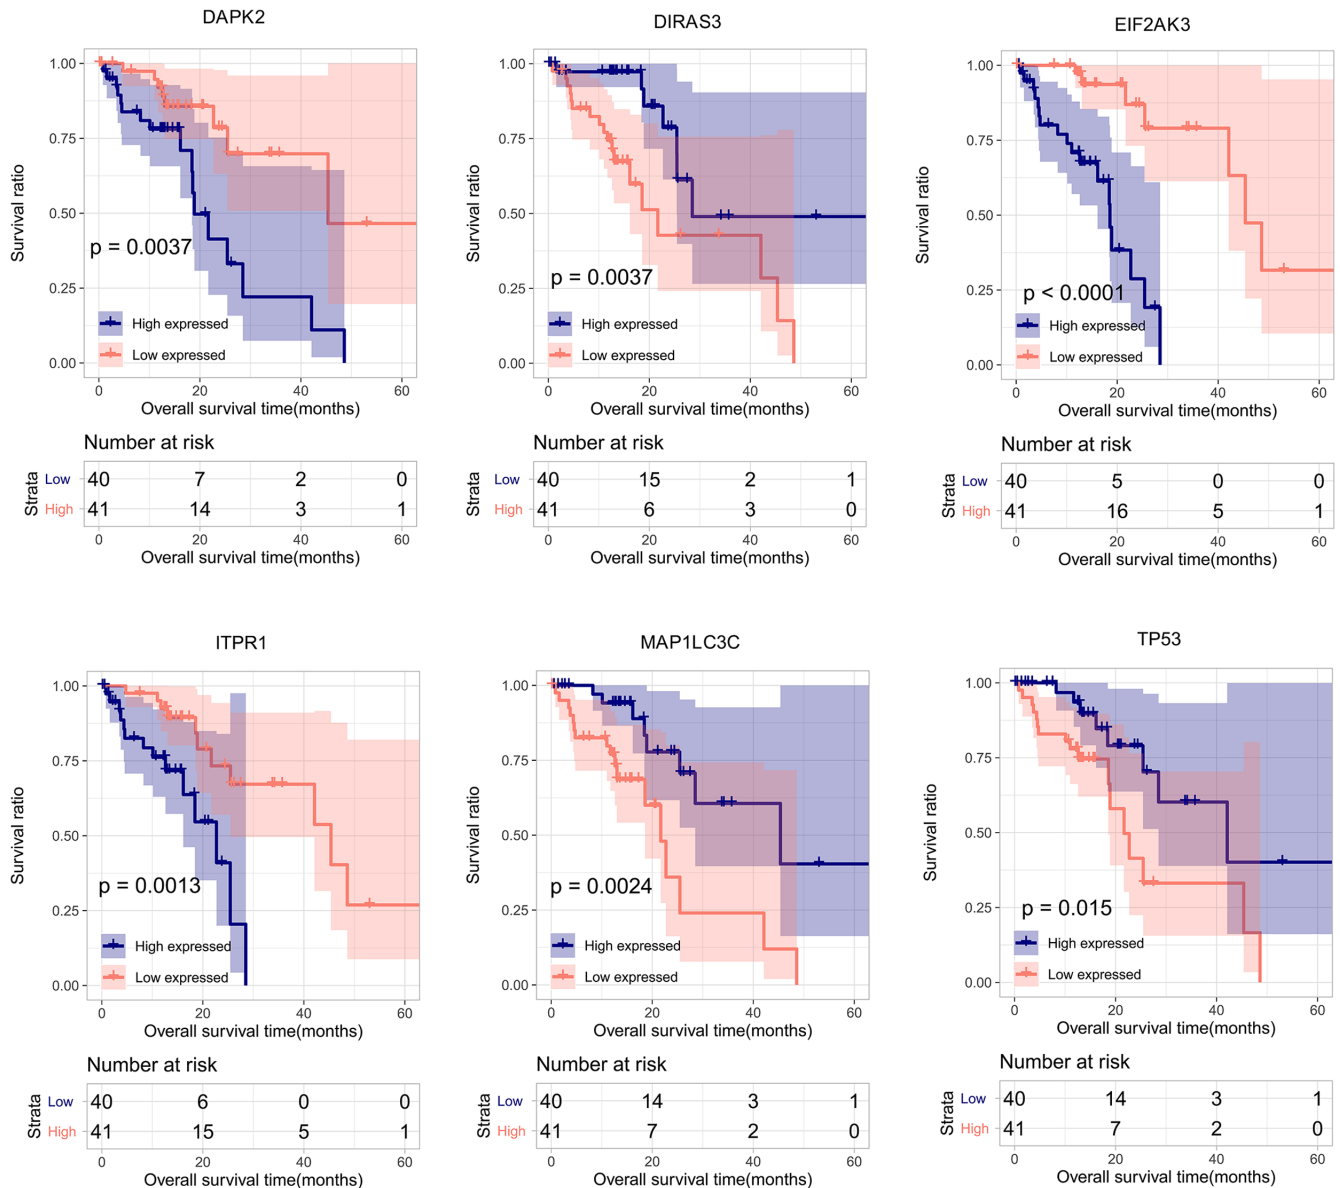 DAPK2
1.00
0.75
0.50
0.25
0.00
Survival ratio
p = 0.0037
High expressed
Low expressed
0 20 40 60
Overall survival time(months)
Number at risk
Strata
Low 40 7 2 0
High 41 14 3 1
0 20 40 60
Overall survival time(months)
DIRAS3
1.00
0.75
0.50
0.25
0.00
Survival ratio
p = 0.0037
High expressed
Low expressed
0 20 40 60
Overall survival time(months)
Number at risk
Strata
Low 40 15 2 1
High 41 6 3 0
0 20 40 60
Overall survival time(months)
EIF2AK3
1.00
0.75
0.50
0.25
0.00
Survival ratio
p < 0.0001
High expressed
Low expressed
0 20 40 60
Overall survival time(months)
Number at risk
Strata
Low 40 5 0 0
High 41 16 5 1
0 20 40 60
Overall survival time(months)
ITPR1
1.00
0.75
0.50
0.25
0.00
Survival ratio
p = 0.0013
High expressed
Low expressed
0 20 40 60
Overall survival time(months)
Number at risk
Strata
Low 40 6 0 0
High 41 15 5 1
0 20 40 60
Overall survival time(months)
MAP1LC3C
1.00
0.75
0.50
0.25
0.00
Survival ratio
p = 0.0024
High expressed
Low expressed
0 20 40 60
Overall survival time(months)
Number at risk
Strata
Low 40 14 3 1
High 41 7 2 0
0 20 40 60
Overall survival time(months)
TP53
1.00
0.75
0.50
0.25
0.00
Survival ratio
p = 0.015
High expressed
Low expressed
0 20 40 60
Overall survival time(months)
Number at risk
Strata
Low 40 14 3 1
High 41 7 2 0
0 20 40 60
Overall survival time(months)